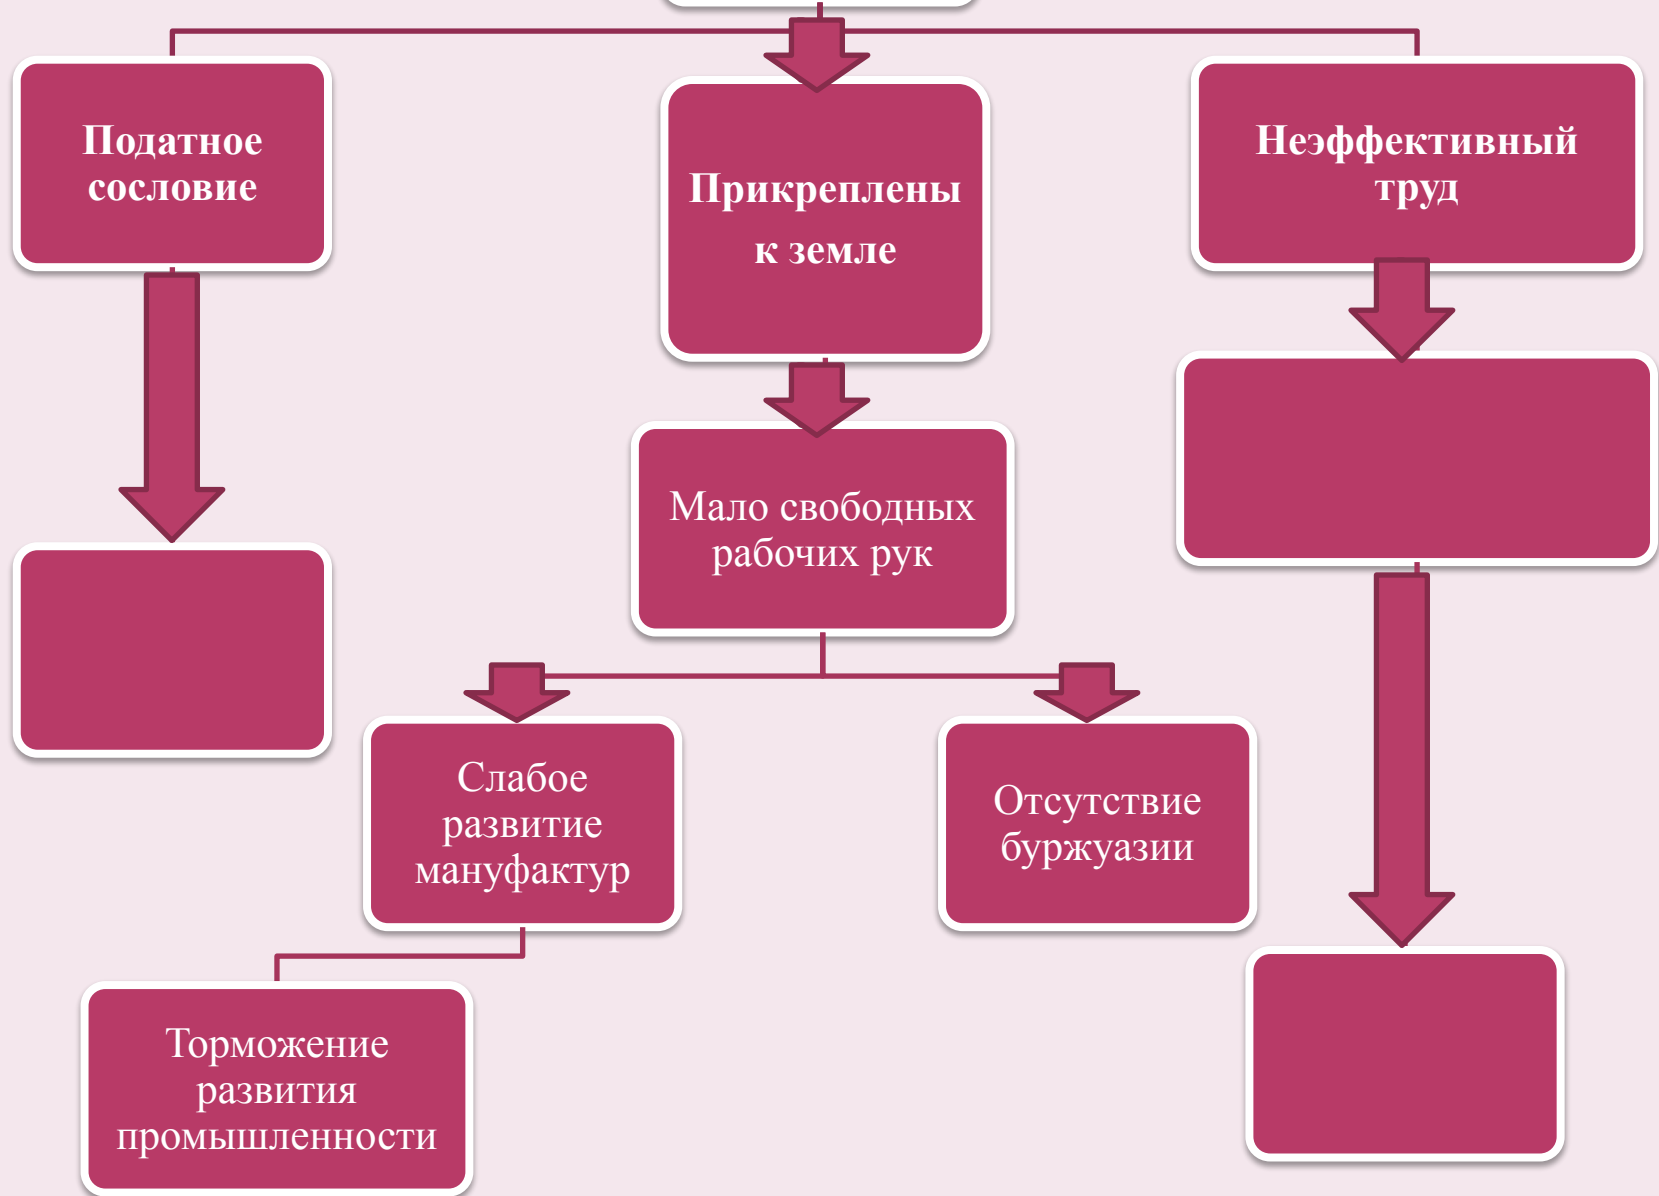 Податное
сословие
Прикреплены
к земле
Неэффективный
труд
Мало свободных
рабочих рук
Слабое
развитие
мануфактур
Отсутствие
буржуазии
Торможение
развития
промышленности